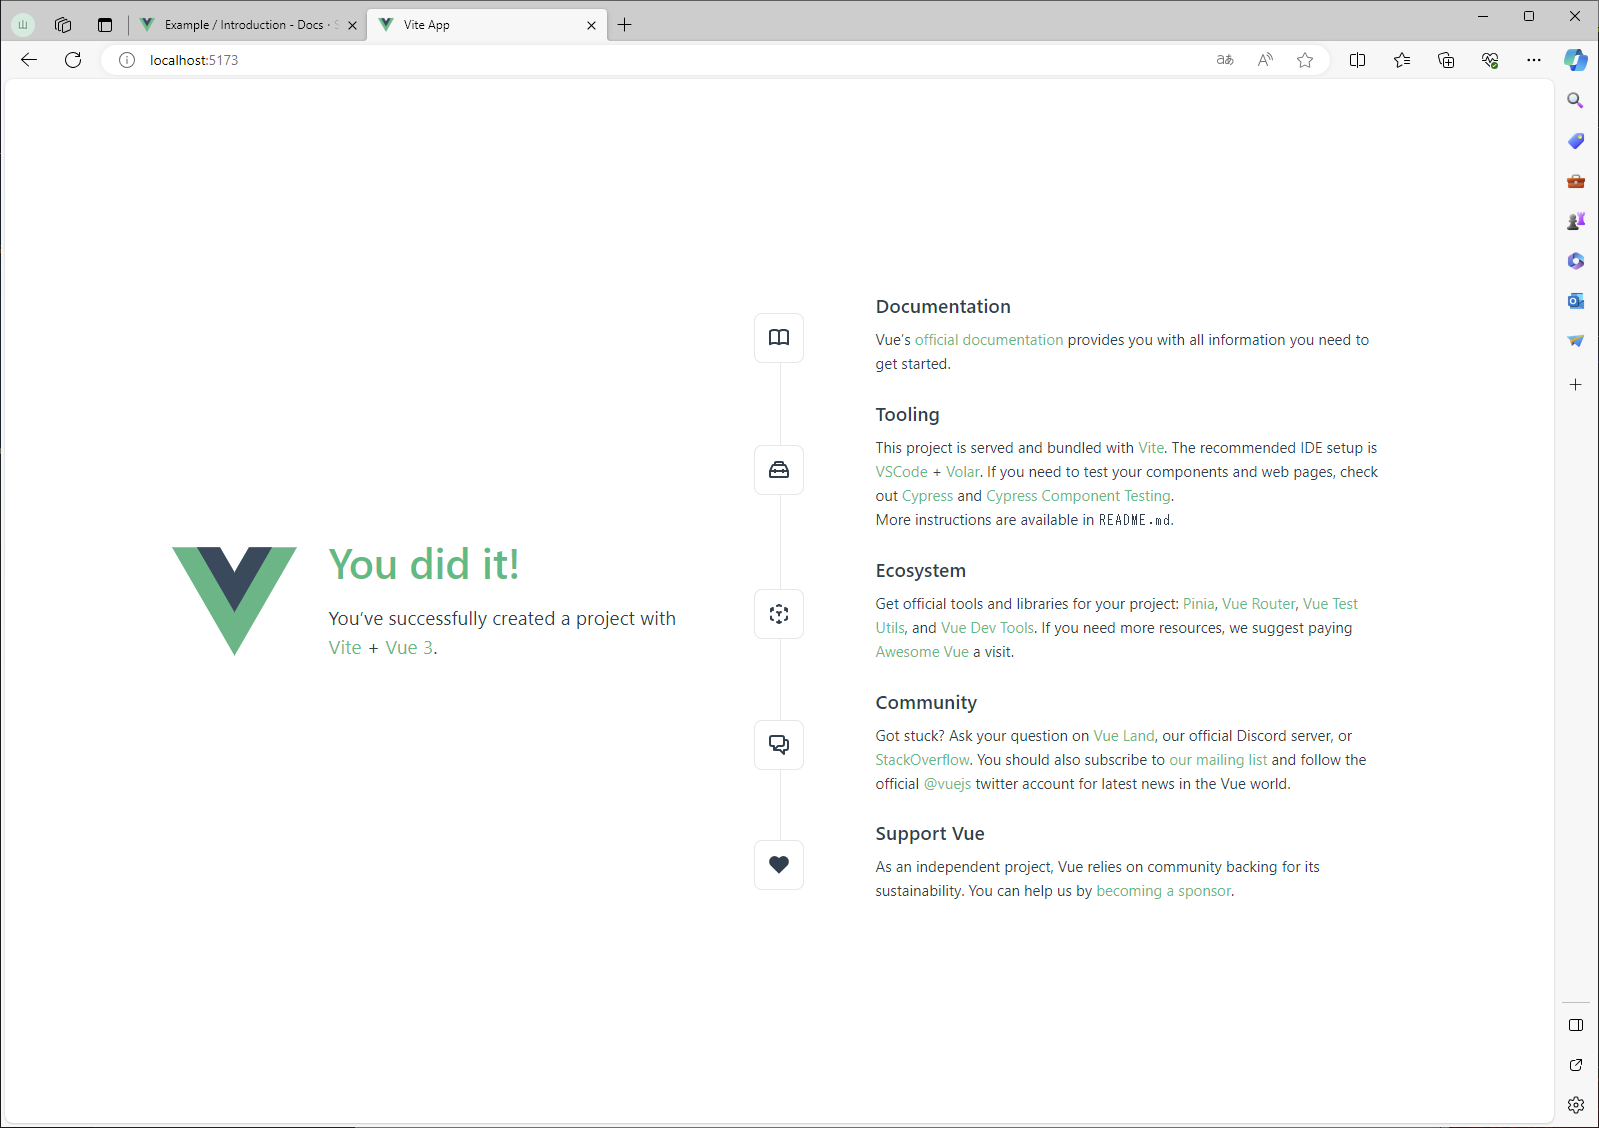 Example / Introduction - Docs ·
Vite App
localhost:5173
You did it!
You’ve successfully created a project with
Vite + Vue 3.
Documentation
Vue’s official documentation provides you with all information you need to
get started.
Tooling
This project is served and bundled with Vite. The recommended IDE setup is
VSCode + Volar. If you need to test your components and web pages, check
out Cypress and Cypress Component Testing.
More instructions are available in README.md.
Ecosystem
Get official tools and libraries for your project: Pinia, Vue Router, Vue Test
Utils, and Vue Dev Tools. If you need more resources, we suggest paying
Awesome Vue a visit.
Community
Got stuck? Ask your question on Vue Land, our official Discord server, or
StackOverflow. You should also subscribe to our mailing list and follow the
official @vuejs twitter account for latest news in the Vue world.
Support Vue
As an independent project, Vue relies on community backing for its
sustainability. You can help us by becoming a sponsor.